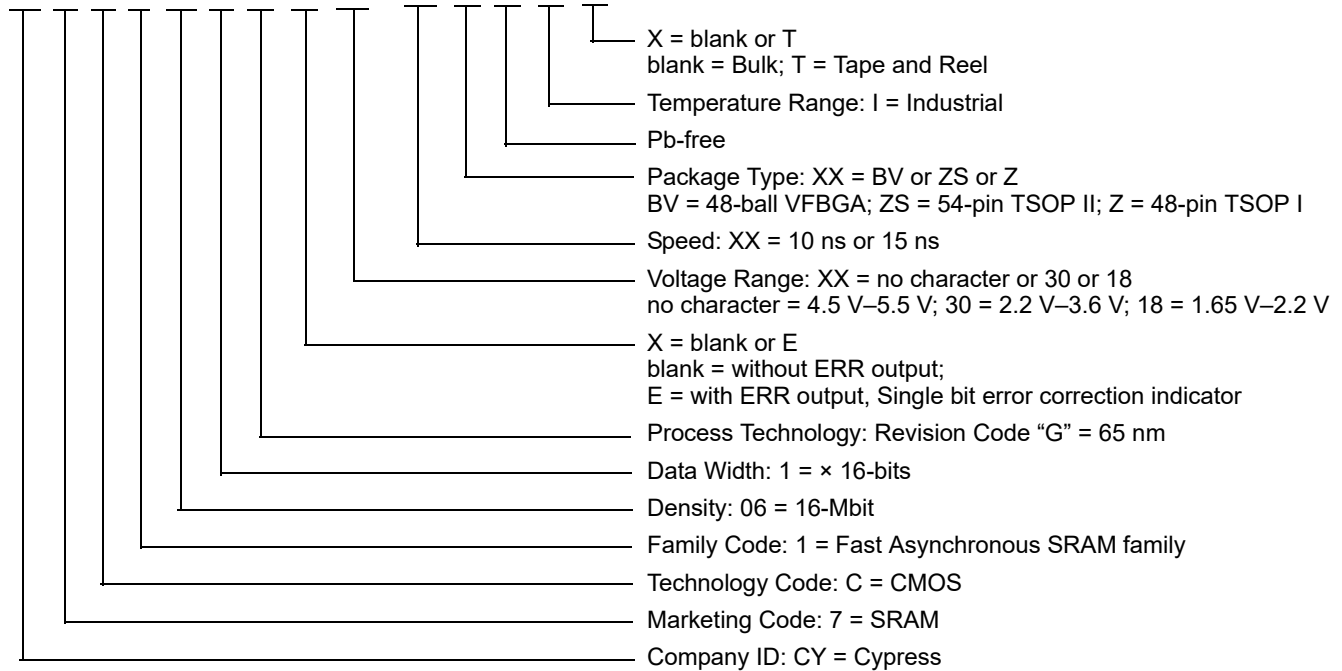 X = blank or T
blank = Bulk; T = Tape and Reel
Temperature Range: I = Industrial
Pb-free
Package Type: XX = BV or ZS or Z
BV = 48-ball VFBGA; ZS = 54-pin TSOP II; Z = 48-pin TSOP I
Speed: XX = 10 ns or 15 ns
Voltage Range: XX = no character or 30 or 18
no character = 4.5 V–5.5 V; 30 = 2.2 V–3.6 V; 18 = 1.65 V–2.2 V
X = blank or E
blank = without ERR output;
E = with ERR output, Single bit error correction indicator
Process Technology: Revision Code “G” = 65 nm
Data Width: 1 = × 16-bits
Density: 06 = 16-Mbit
Family Code: 1 = Fast Asynchronous SRAM family
Technology Code: C = CMOS
Marketing Code: 7 = SRAM
Company ID: CY = Cypress